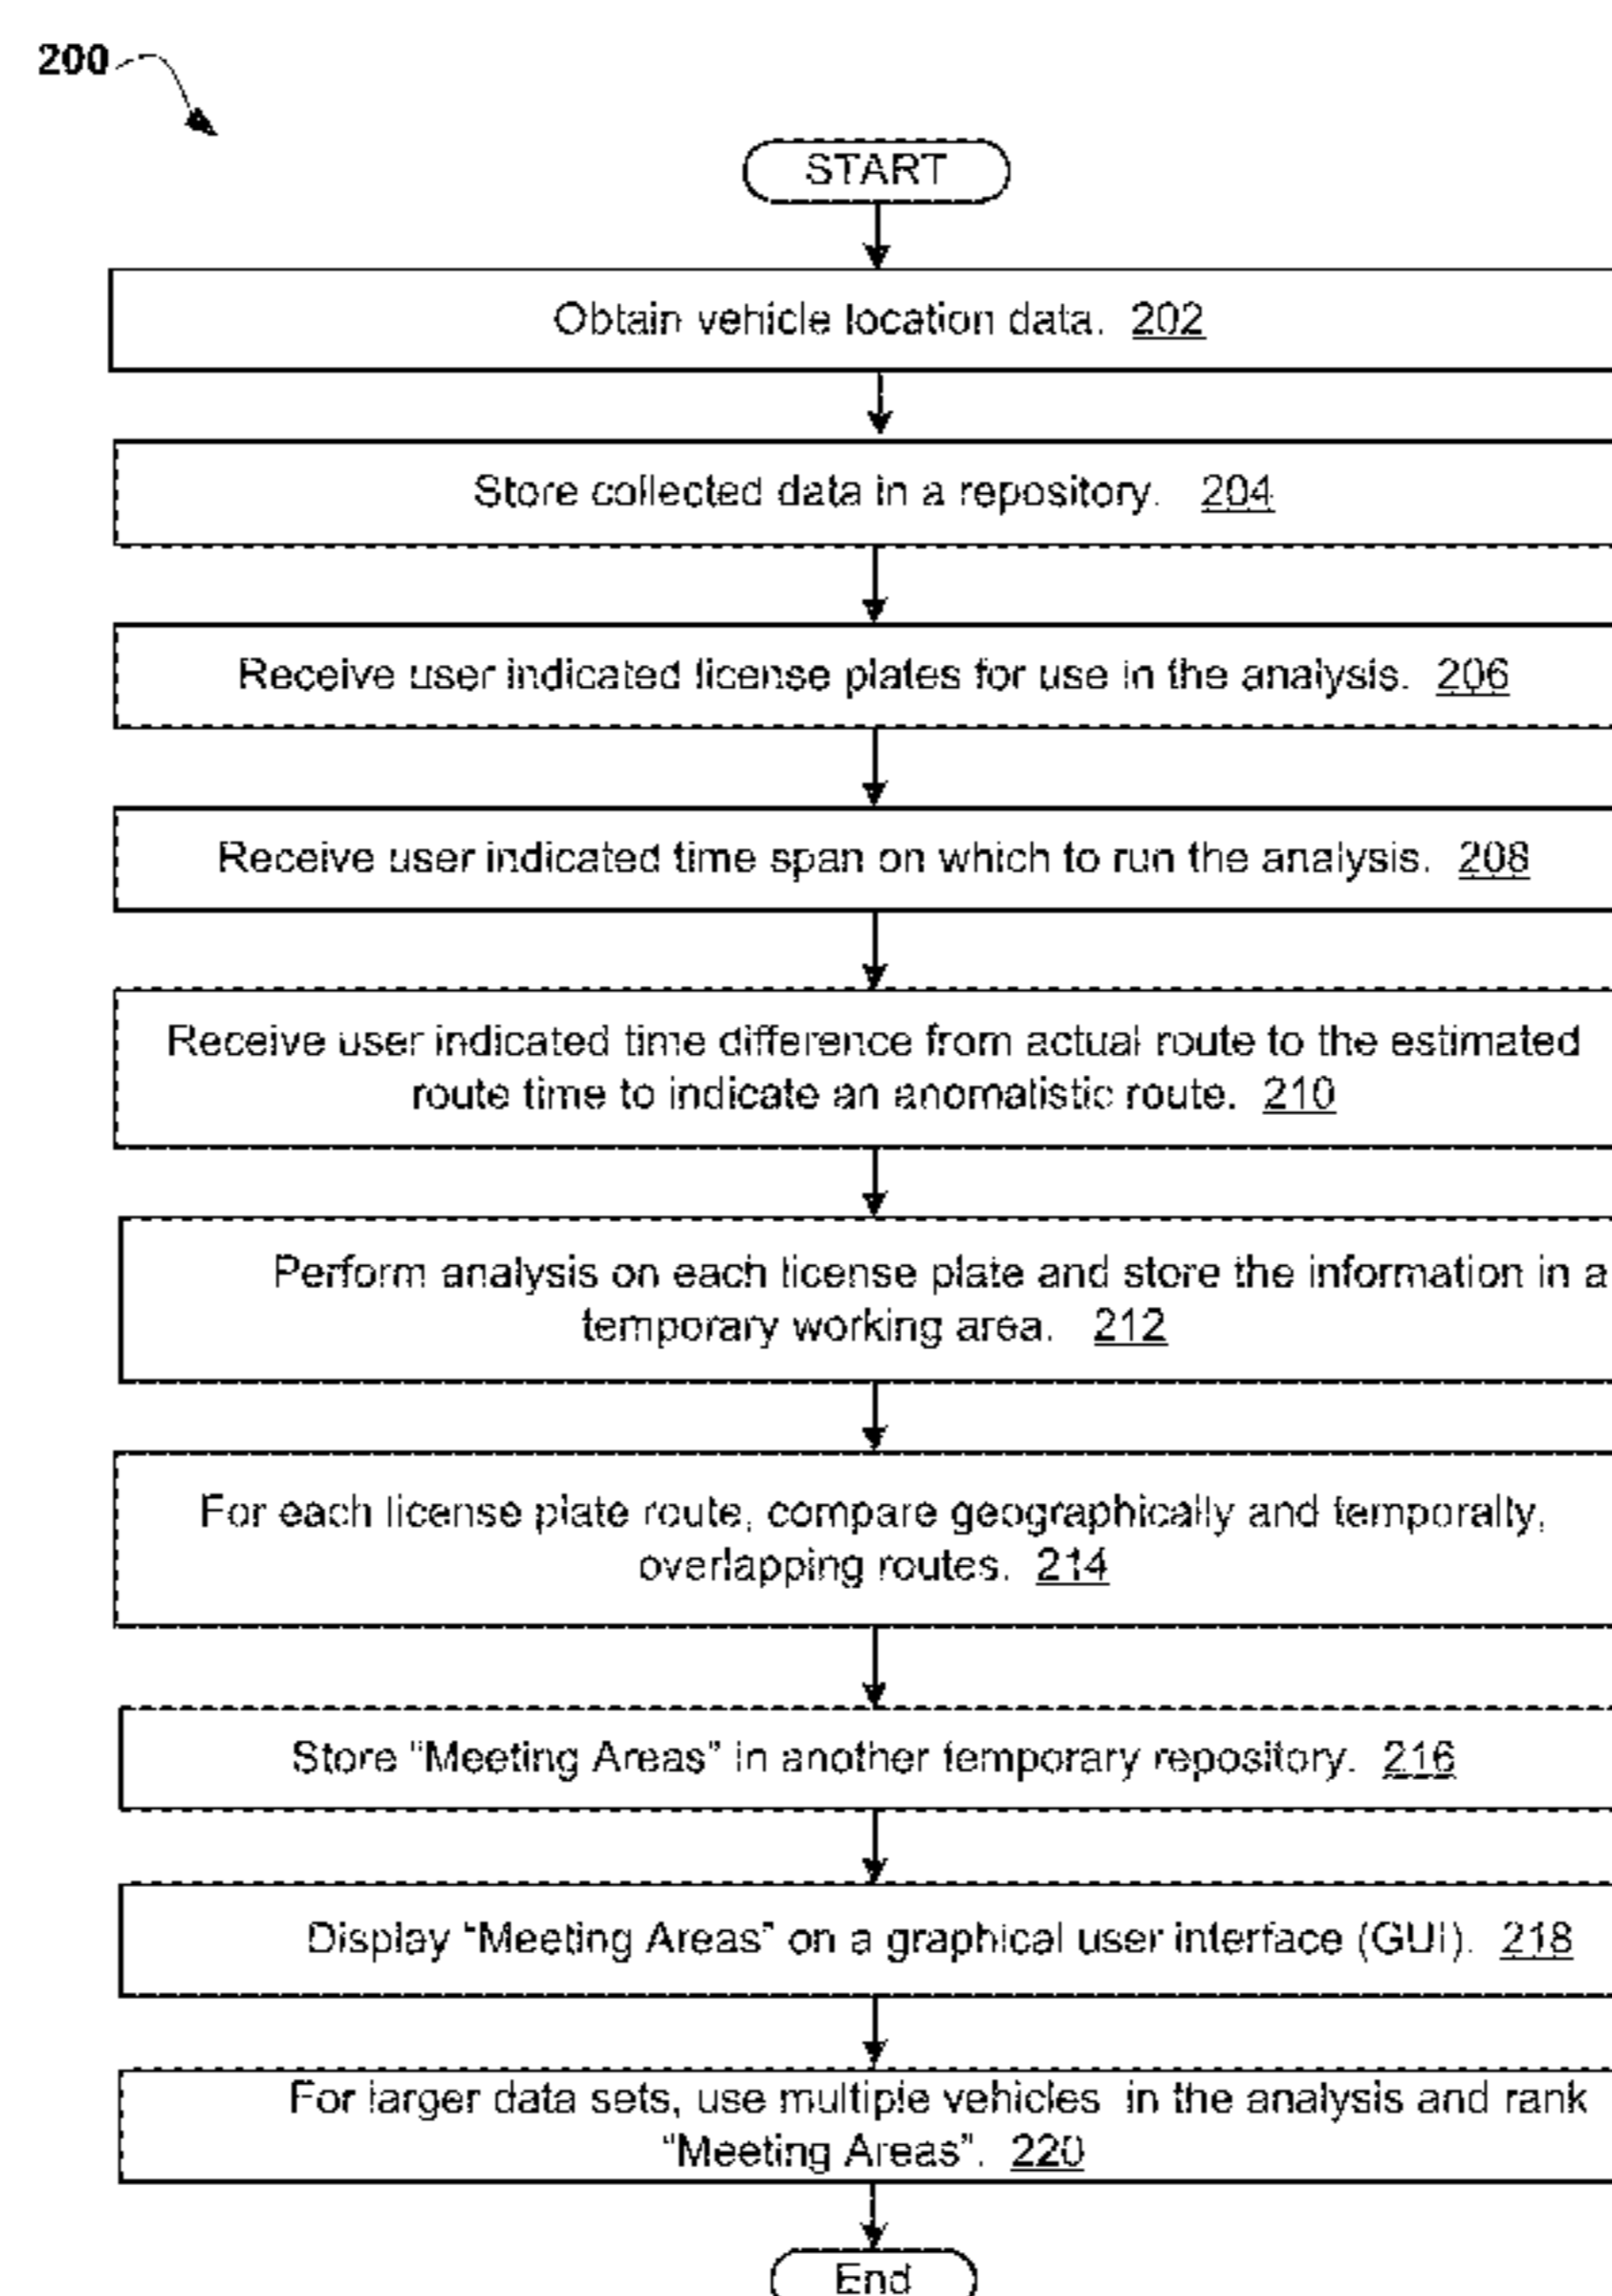 200
START
Obtain vehicle location data. 202
Store collected data in a repository. 204
Receive user indicated license plates for use in the analysis. 206
Receive user indicated time span on which to run the analysis. 208
Receive user indicated time difference from actual route to the estimated
route time to indicate an anomalistic route. 210
Perform analysis on each license plate and store the information in a
temporary working area. 212
For each license plate route, compare geographically and temporally,
overlapping routes. 214
Store “Meeting Areas” in another temporary repository. 216
Display “Meeting Areas” on a graphical user interface (GUI). 218
For larger data sets, use multiple vehicles in the analysis and rank
“Meeting Areas”. 220
End